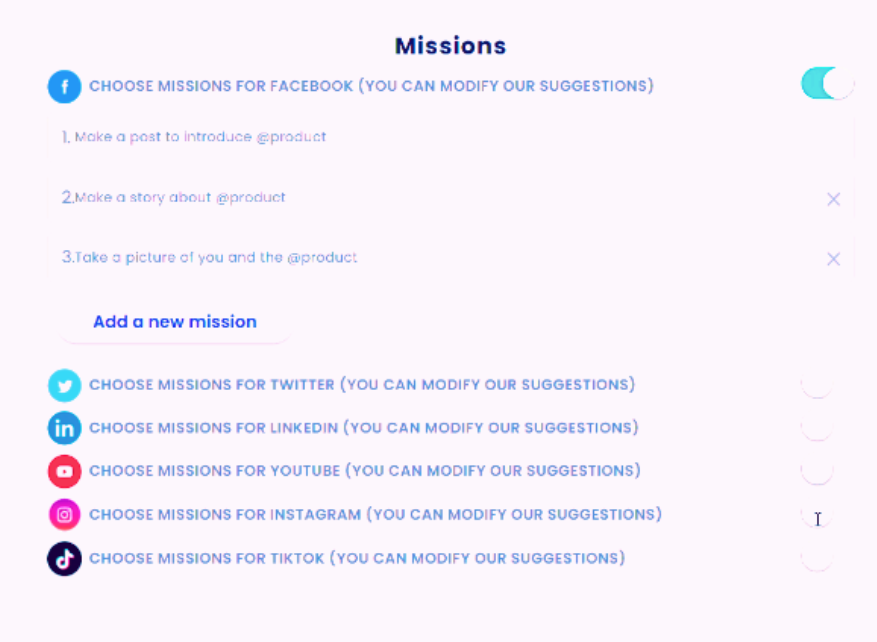 Missions
CHOOSE MISSIONS FOR FACEBOOK (YOU CAN MODIFY OUR SUGGESTIONS)
1. Make a post to introduce @product
2.Make a story about @product
3.Take a picture of you and the @product
Add a new mission
CHOOSE MISSIONS FOR TWITTER (YOU CAN MODIFY OUR SUGGESTIONS)
CHOOSE MISSIONS FOR LINKEDIN (YOU CAN MODIFY OUR SUGGESTIONS)
CHOOSE MISSIONS FOR YOUTUBE (YOU CAN MODIFY OUR SUGGESTIONS)
CHOOSE MISSIONS FOR INSTAGRAM (YOU CAN MODIFY OUR SUGGESTIONS)
CHOOSE MISSIONS FOR TIKTOK (YOU CAN MODIFY OUR SUGGESTIONS)